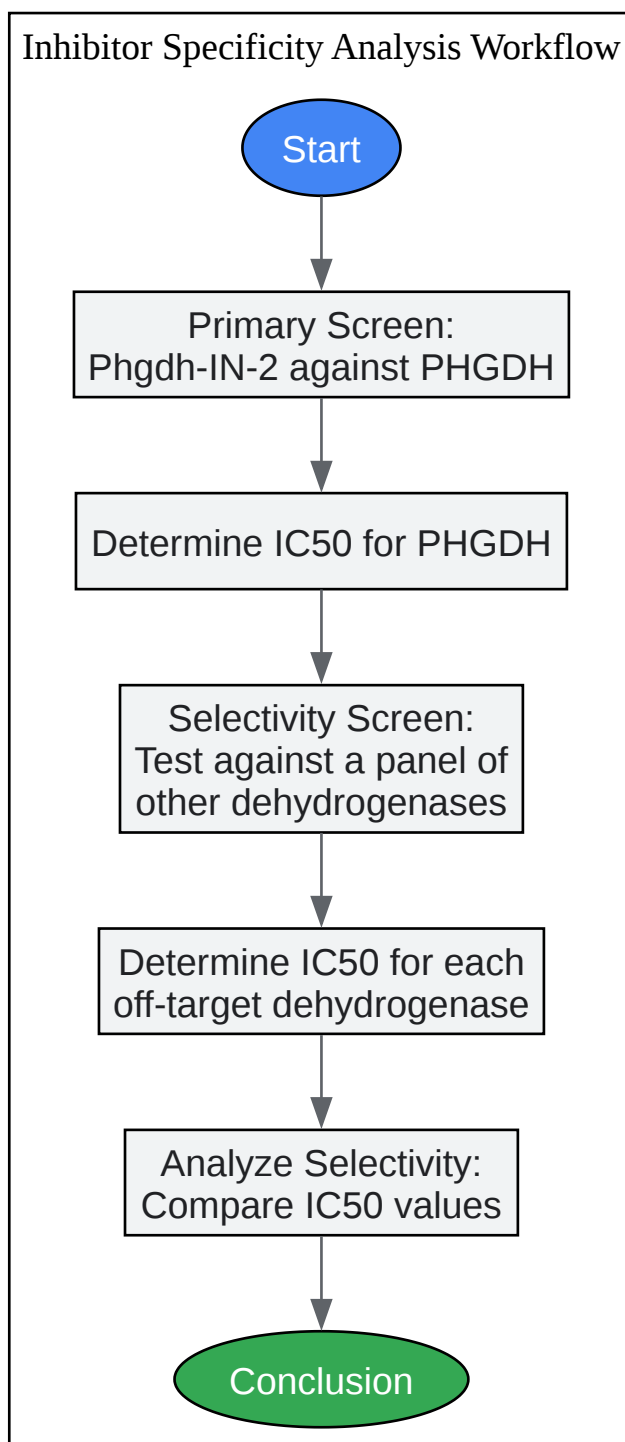 Inhibitor Specificity Analysis Workflow
Start
Primary Screen:
Phgdh-IN-2 against PHGDH
Determine IC50 for PHGDH
Selectivity Screen:
Test against a panel of
other dehydrogenases
Determine IC50 for each
off-target dehydrogenase
Analyze Selectivity:
Compare IC50 values
Conclusion